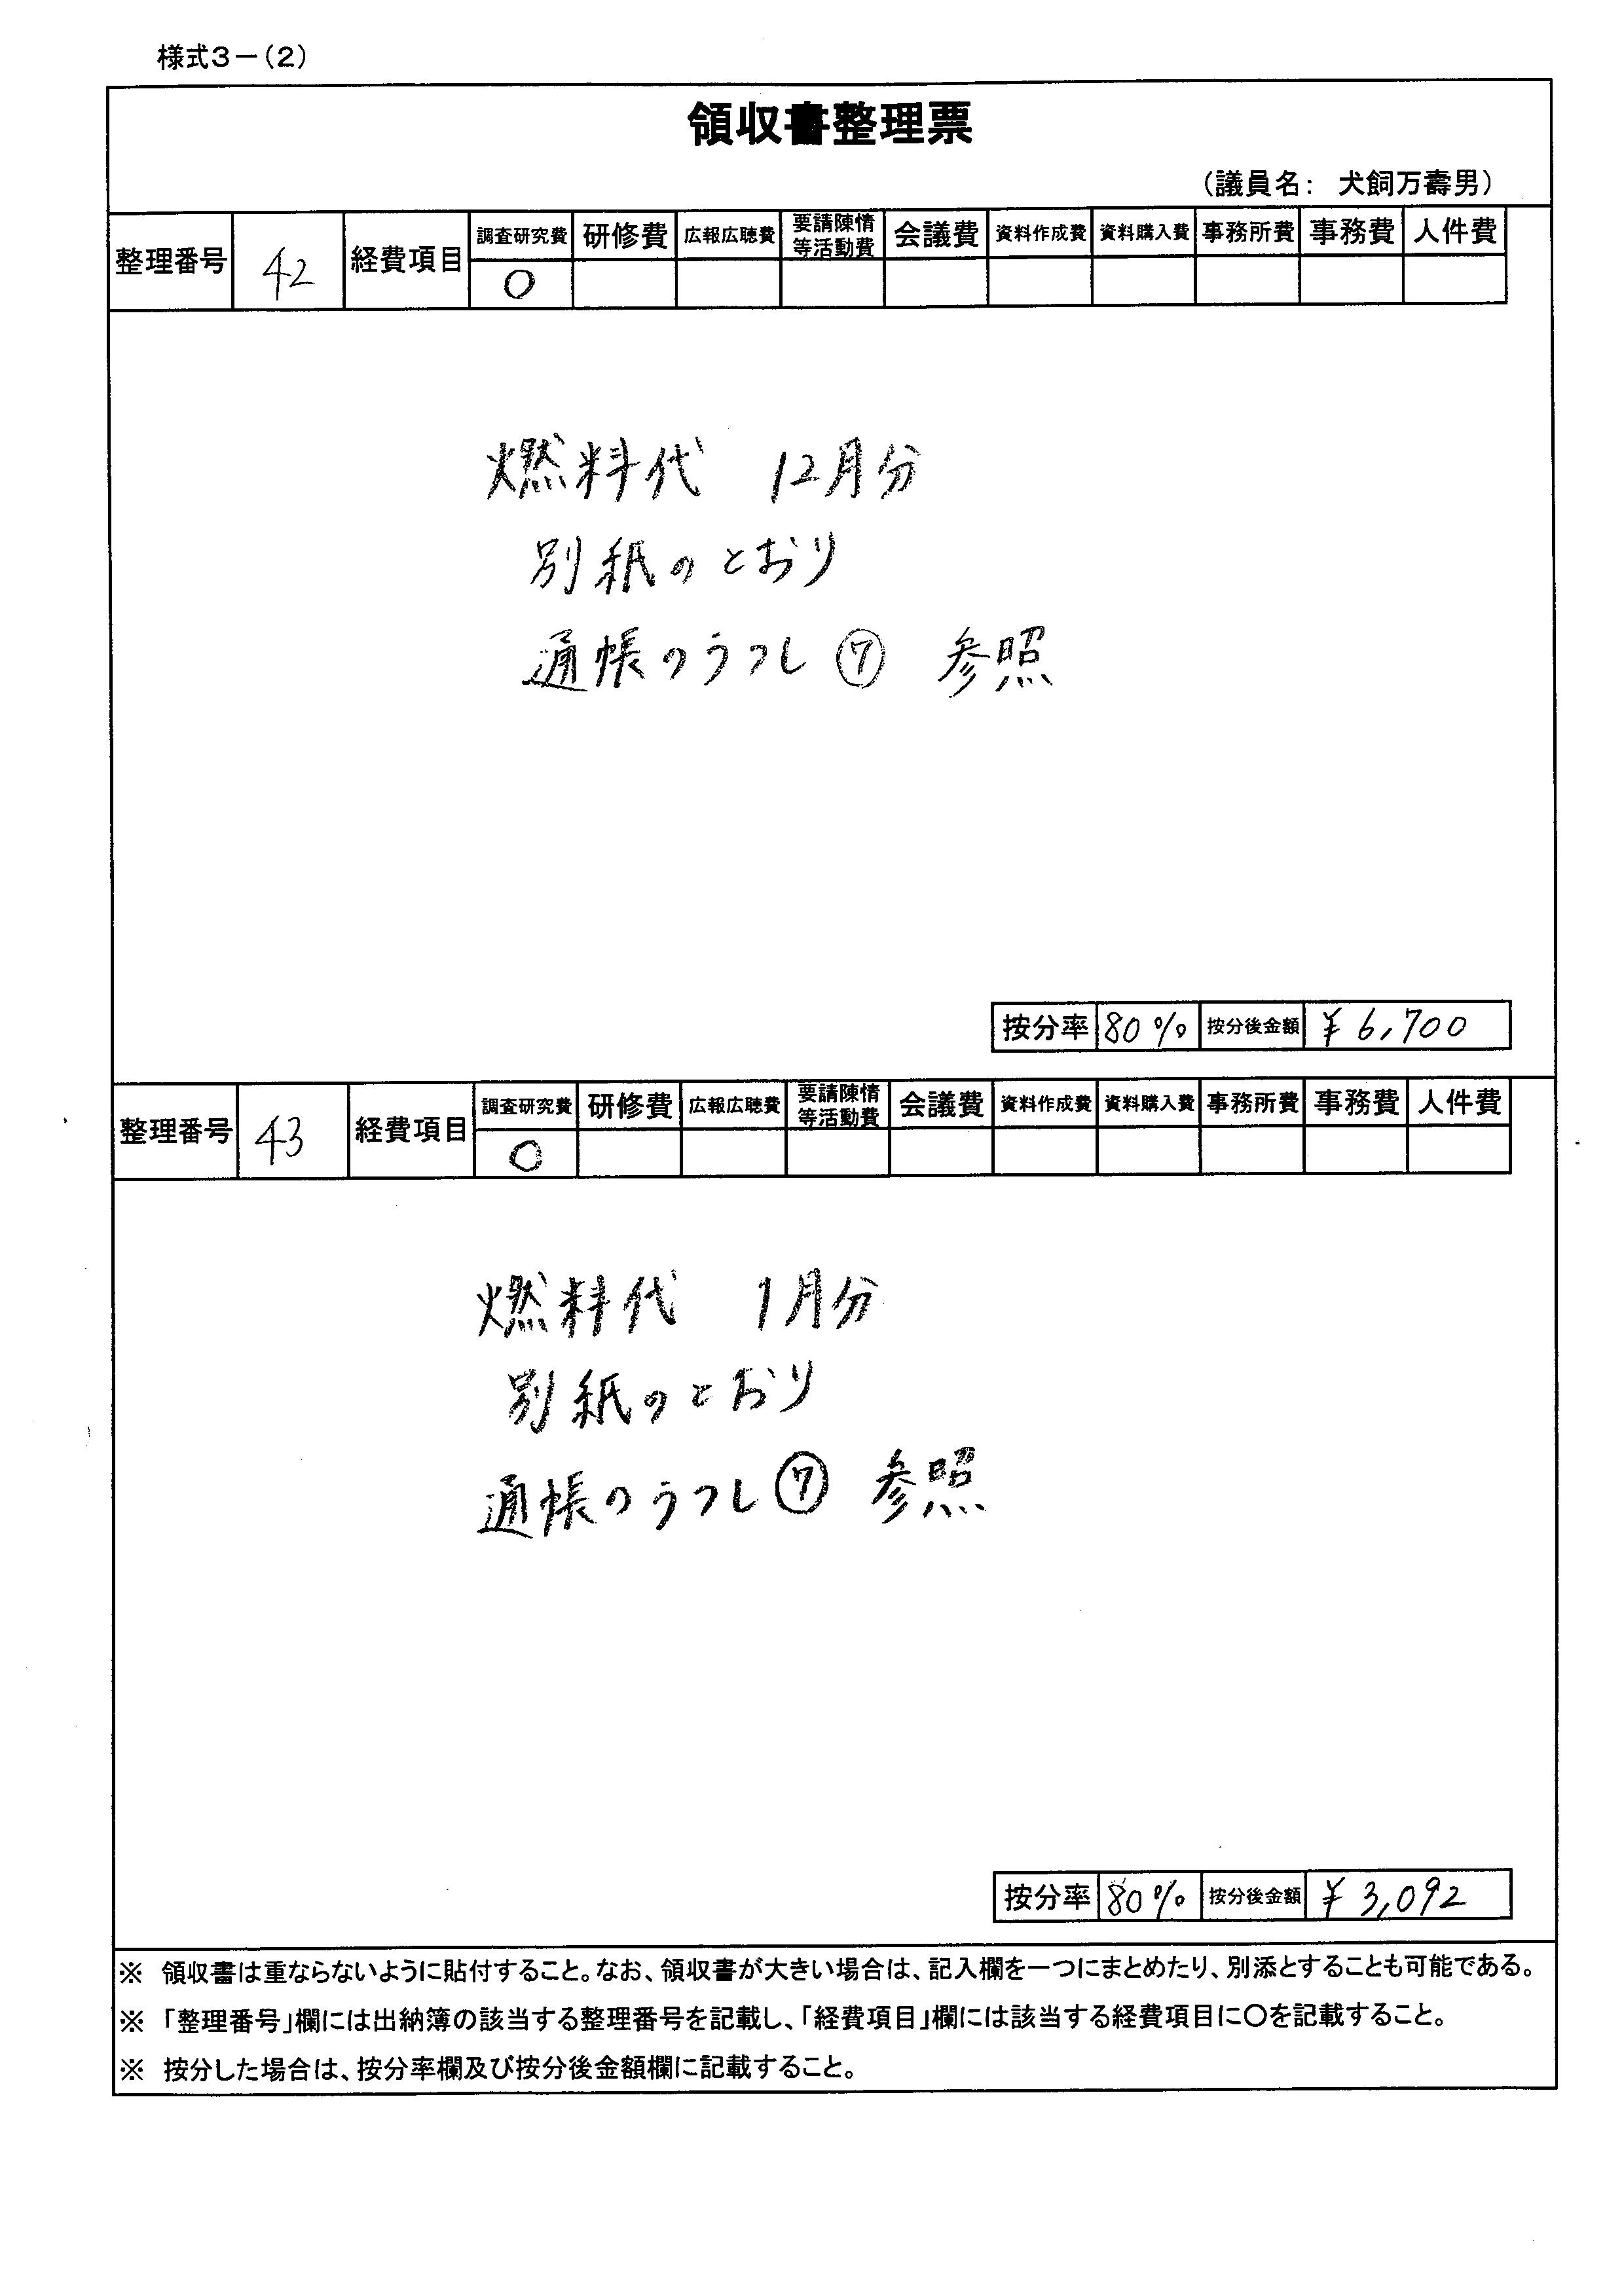 様式3－(2)
領収書整理票
(議員名: 犬飼万壽男)
整理番号 42 経費項目 調査研究費 研修費 広報広聴費 要請陳情等活動費 会議費 資料作成費 資料購入費 事務所費 事務費 人件費
○
燃料代 12月分
別紙のとおり
通帳のうつし⑦ 参照
按分率 80% 按分後金額 ¥6,700
整理番号 43 経費項目 調査研究費 研修費 広報広聴費 要請陳情等活動費 会議費 資料作成費 資料購入費 事務所費 事務費 人件費
○
燃料代 1月分
別紙のとおり
通帳のうつし⑦ 参照
按分率 80% 按分後金額 ¥3,092
※ 領収書は重ならないように貼付すること。なお、領収書が大きい場合は、記入欄を一つにまとめたり、別添とすることも可能である。
※ 「整理番号」欄には出納簿の該当する整理番号を記載し、「経費項目」欄には該当する経費項目に○を記載すること。
※ 按分した場合は、按分率欄及び按分後金額欄に記載すること。